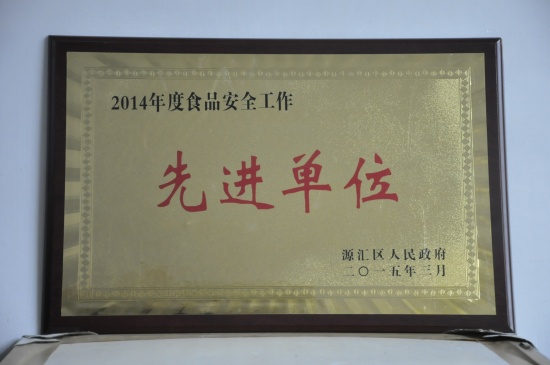 2014年度食品安全工作
先进单位
源汇区人民政府
二〇一五年三月